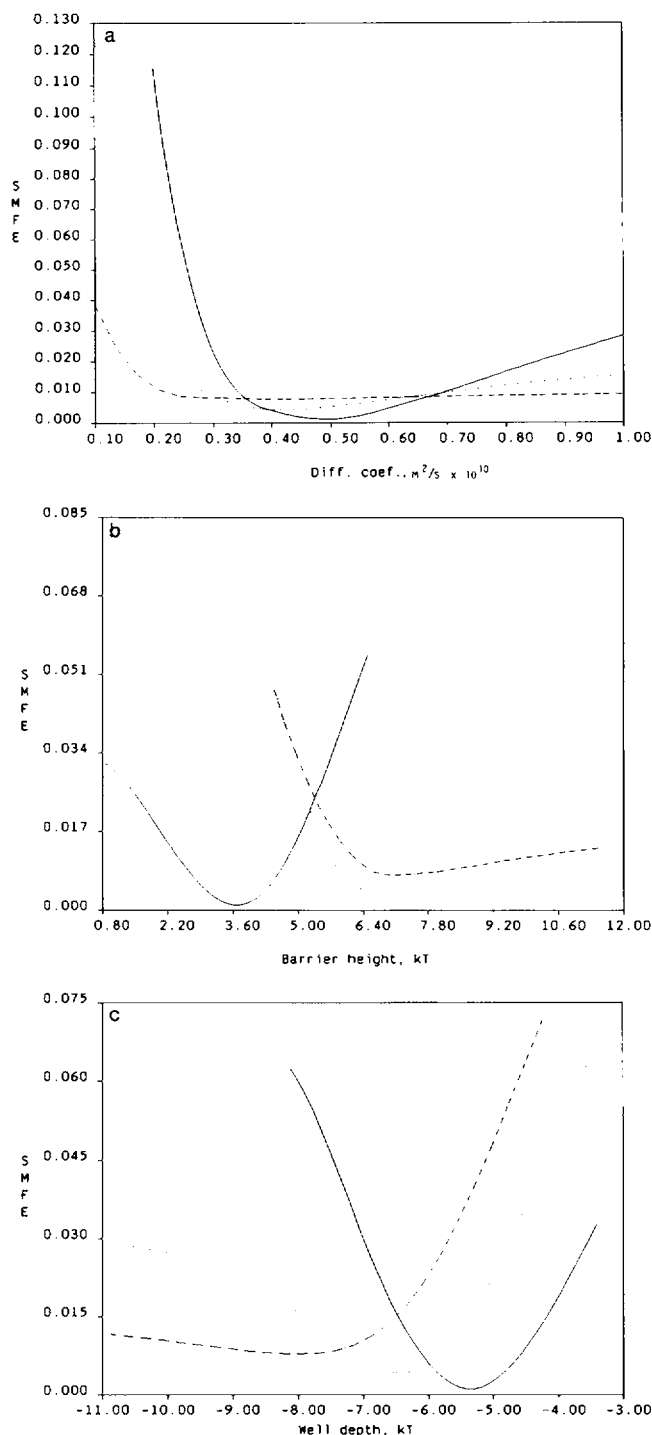 a
0.130
0.120
0.110
0.100
0.090
0.080
0.070
0.060
0.050
0.040
0.030
0.020
0.010
0.000
SMFE
0.10 0.20 0.30 0.40 0.50 0.60 0.70 0.80 0.90 1.00
Diff. coef., M²/S x 10¹⁰
b
0.085
0.068
0.051
0.034
0.017
0.000
SMFE
0.80 2.20 3.60 5.00 6.40 7.80 9.20 10.60 12.00
Barrier height, kT
c
0.075
0.060
0.045
0.030
0.015
0.000
SMFE
-11.00 -10.00 -9.00 -8.00 -7.00 -6.00 -5.00 -4.00 -3.00
Well depth, kT